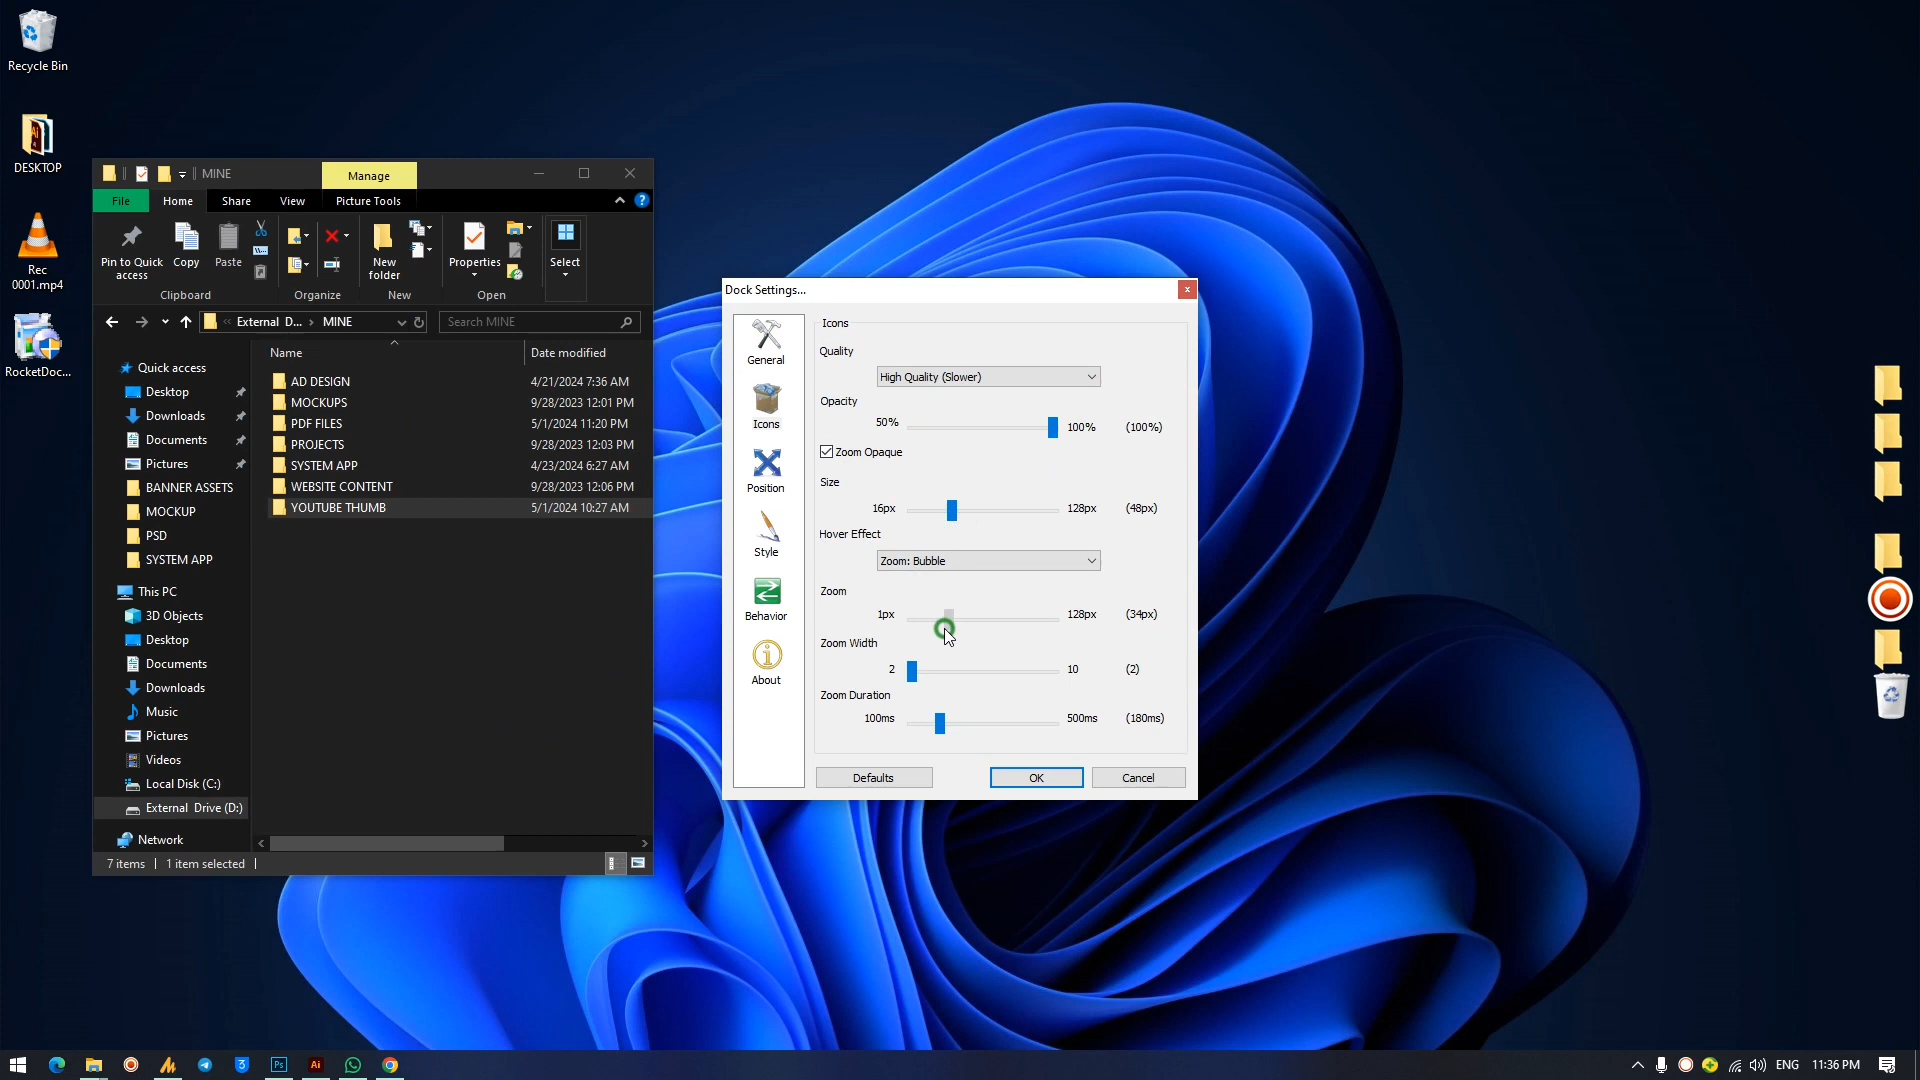 Recycle Bin
DESKTOP
Rec
0001.mp4
RocketDoc...
MINE
Manage
File
Home
Share
View
Picture Tools
Pin to Quick
access
Copy
Paste
New
folder
Properties
Select
Clipboard
Organize
New
Open
External D...
MINE
Search MINE
Name
Date modified
Quick access
Desktop
Downloads
Documents
Pictures
BANNER ASSETS
MOCKUP
PSD
SYSTEM APP
This PC
3D Objects
Desktop
Documents
Downloads
Music
Pictures
Videos
Local Disk (C:)
External Drive (D:)
Network
AD DESIGN 4/21/2024 7:36 AM
MOCKUPS 9/28/2023 12:01 PM
PDF FILES 5/1/2024 11:20 PM
PROJECTS 9/28/2023 12:03 PM
SYSTEM APP 4/23/2024 6:27 AM
WEBSITE CONTENT 9/28/2023 12:06 PM
YOUTUBE THUMB 5/1/2024 10:27 AM
7 items
1 item selected
Dock Settings...
General
Icons
Position
Style
Behavior
About
Icons
Quality
High Quality (Slower)
Opacity
50% 100% (100%)
Zoom Opaque
Size
16px 128px (48px)
Hover Effect
Zoom: Bubble
Zoom
1px 128px (34px)
Zoom Width
2 10 (2)
Zoom Duration
100ms 500ms (180ms)
Defaults
OK
Cancel
3
Ps
Ai
ENG
11:36 PM